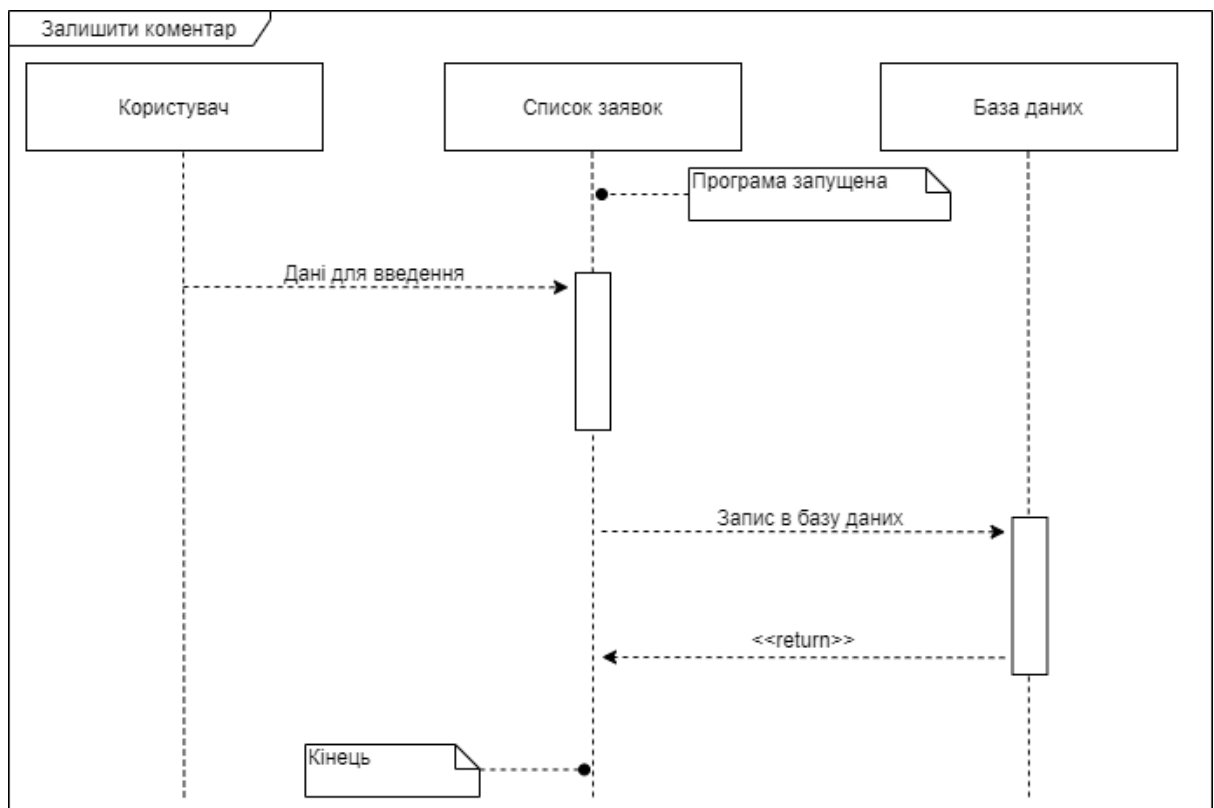 Залишити коментар
Користувач
Список заявок
База даних
Програма запущена
Дані для введення
Запис в базу даних
<<return>>
Кінець